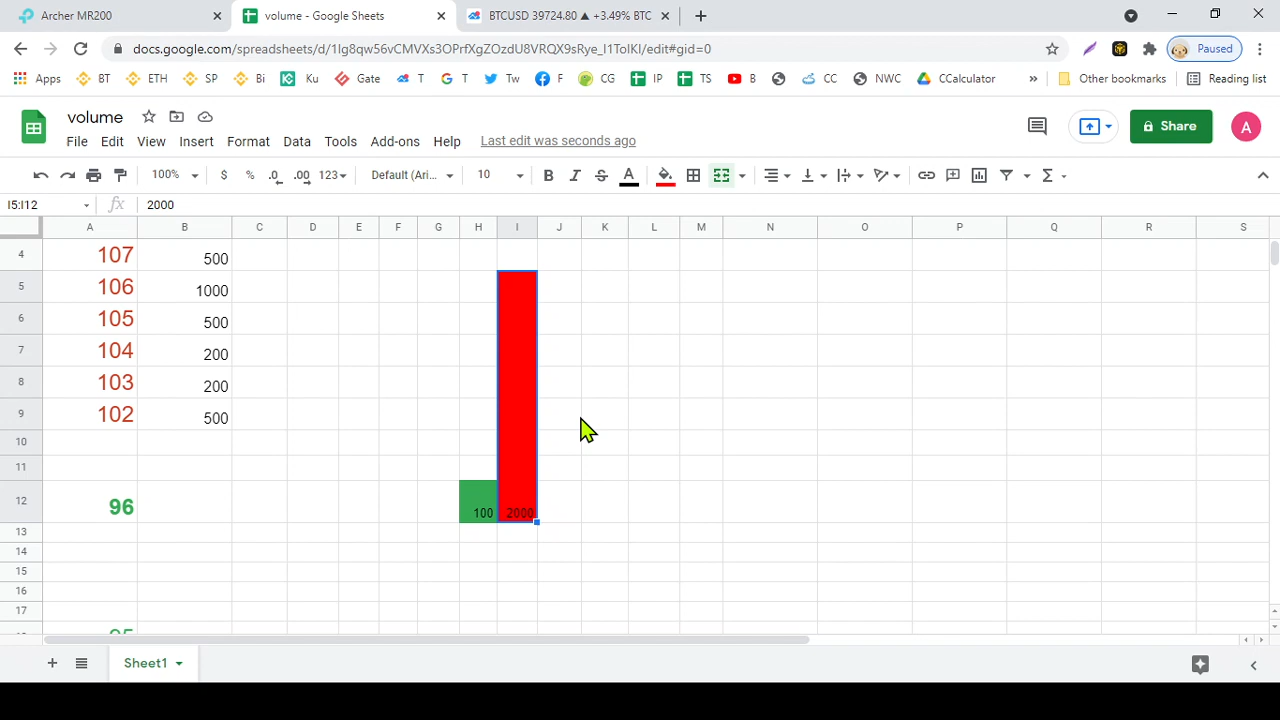 Archer MR200
volume - Google Sheets
BTCUSD 39724.80 ▲ +3.49% BTC
docs.google.com/spreadsheets/d/1Ig8qw56vCMVXs3OPrfXgZOzdU8VRQX9sRye_I1ToIKI/edit#gid=0
Paused
Apps BT ETH SP Bi Ku Gate T T Tw F CG IP TS B CC NWC CCalculator » Other bookmarks Reading list
volume
File Edit View Insert Format Data Tools Add-ons Help Last edit was seconds ago
Share
A
100% $ % .0 .00 123 Default (Ari... 10 B I S A Σ
I5:I12 fx 2000
A B C D E F G H I J K L M N O P Q R S
4 107 500
5 106 1000
6 105 500
7 104 200
8 103 200
9 102 500
10
11
12 96 100 2000
13
14
15
16
17
+ Sheet1